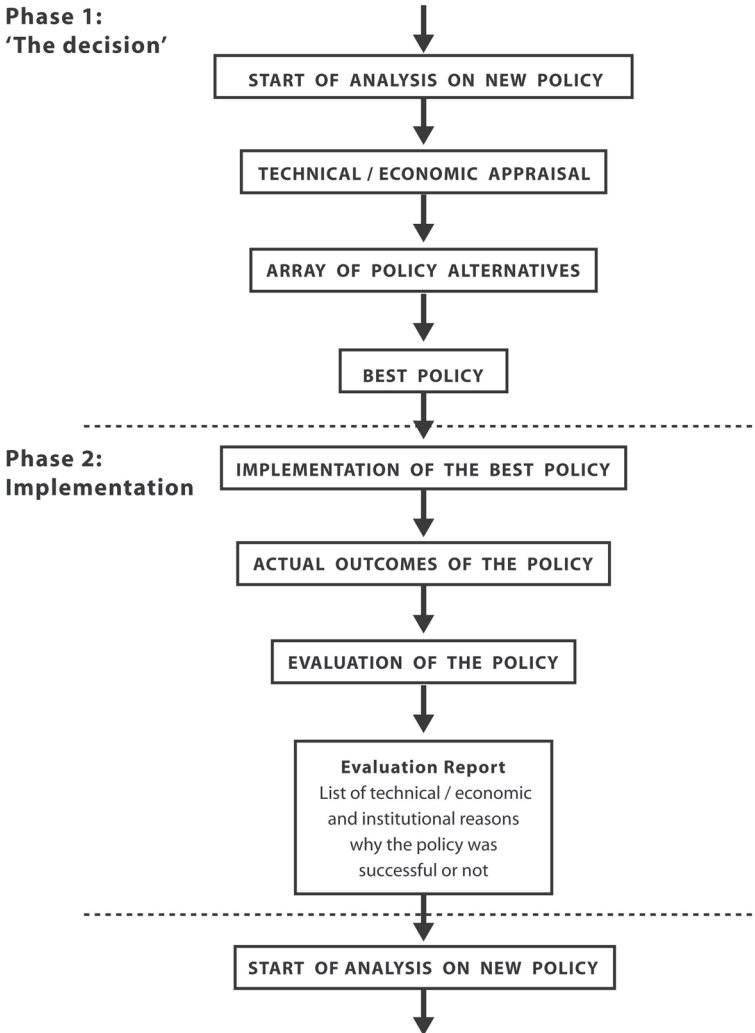 Phase 1:
‘The decision’
START OF ANALYSIS ON NEW POLICY
TECHNICAL / ECONOMIC APPRAISAL
ARRAY OF POLICY ALTERNATIVES
BEST POLICY
Phase 2:
Implementation
IMPLEMENTATION OF THE BEST POLICY
ACTUAL OUTCOMES OF THE POLICY
EVALUATION OF THE POLICY
Evaluation Report
List of technical / economic
and institutional reasons
why the policy was
successful or not
START OF ANALYSIS ON NEW POLICY